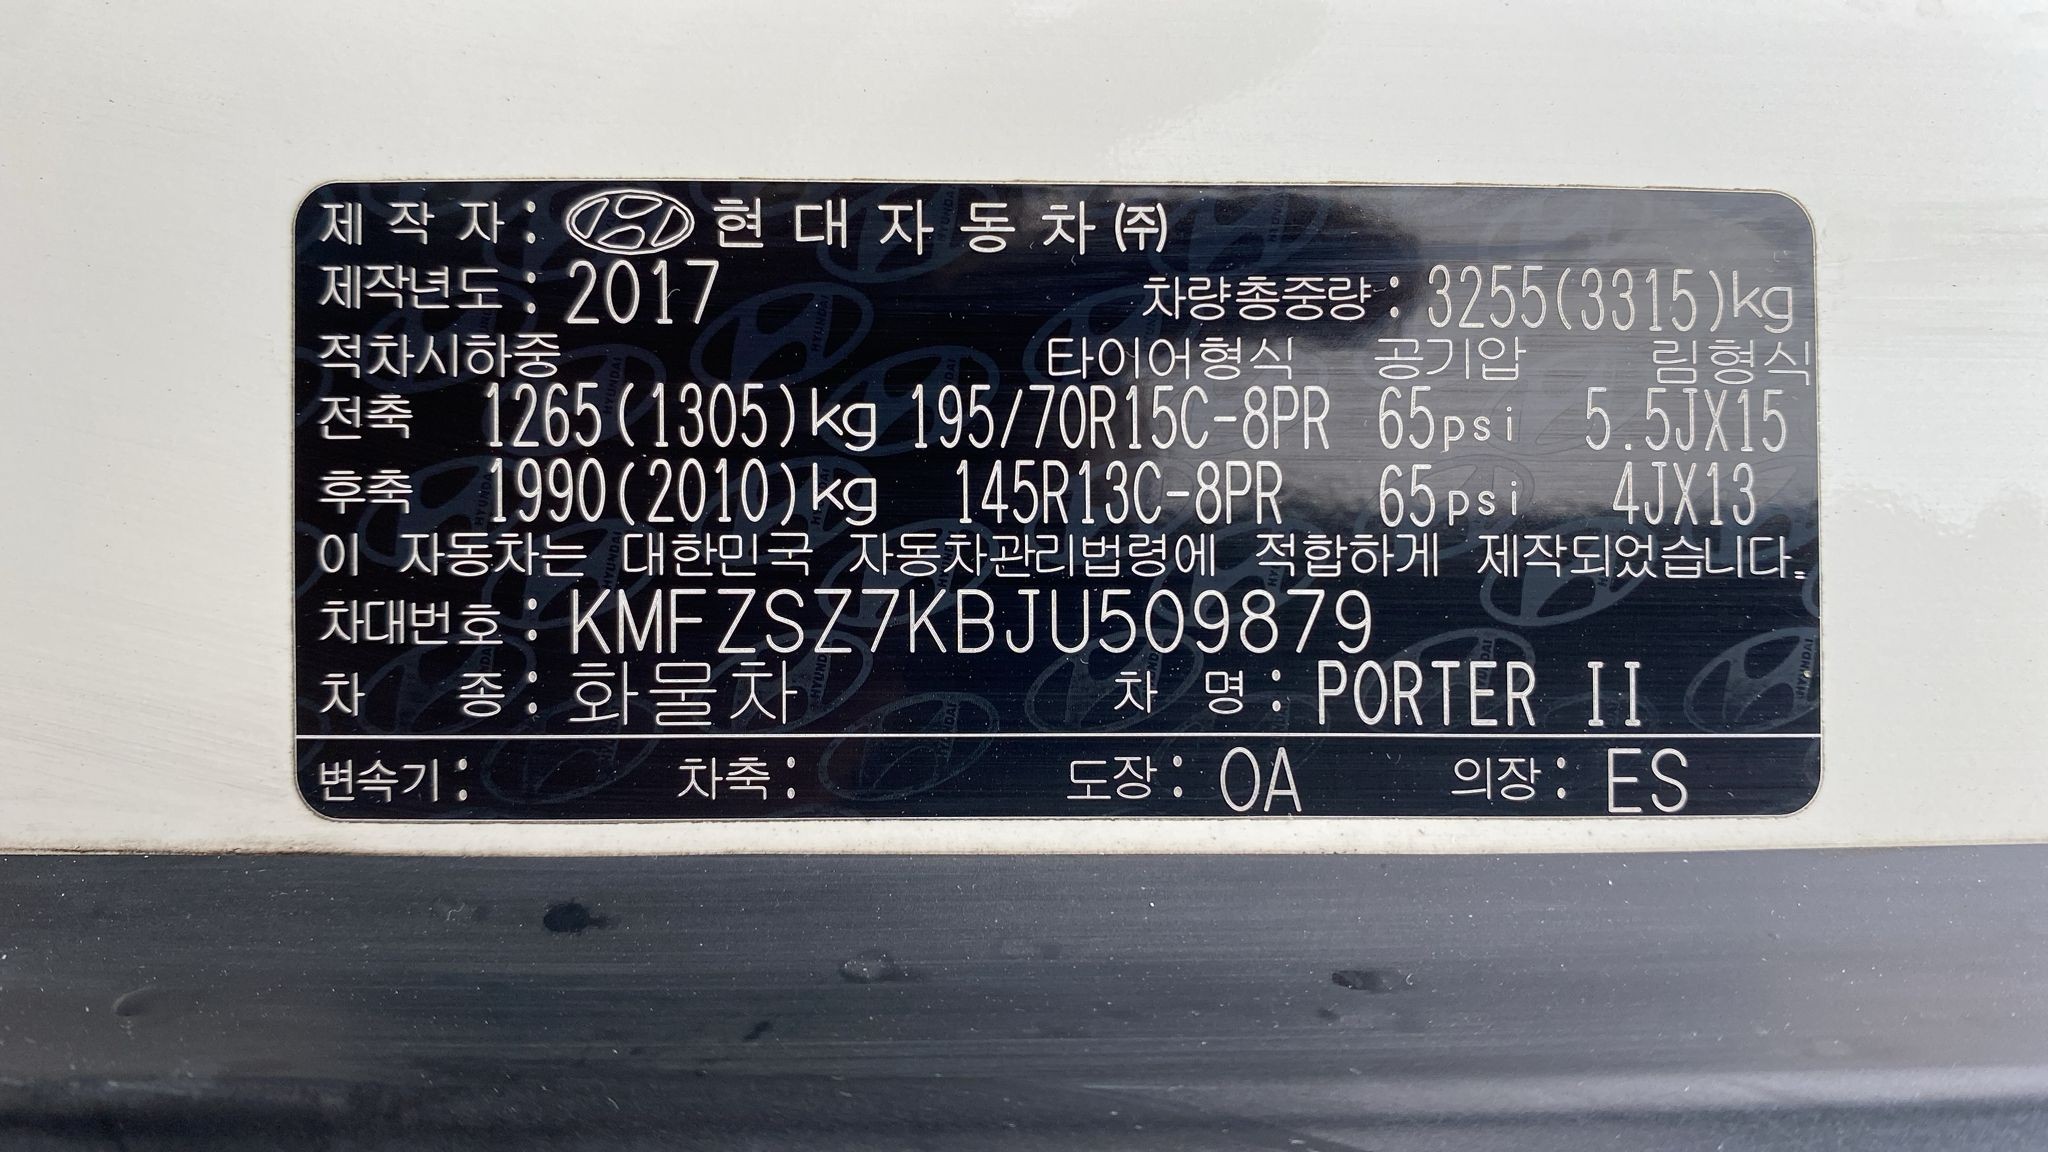 제 작 자 : HYUNDAI 현 대 자 동 차 ㈜
제작년도 : 2017 차량총중량 : 3255(3315)kg
적차시하중 타이어형식 공기압 림형식
전축 1265(1305)kg 195/70R15C-8PR 65psi 5.5JX15
후축 1990(2010)kg 145R13C-8PR 65psi 4JX13
이 자동차는 대한민국 자동차관리법령에 적합하게 제작되었습니다.
차대번호 : KMFZSZ7KBJU509879
차 종 : 화물차 차 명 : PORTER II
변속기 : 차축 : 도장 : OA 의장 : ES